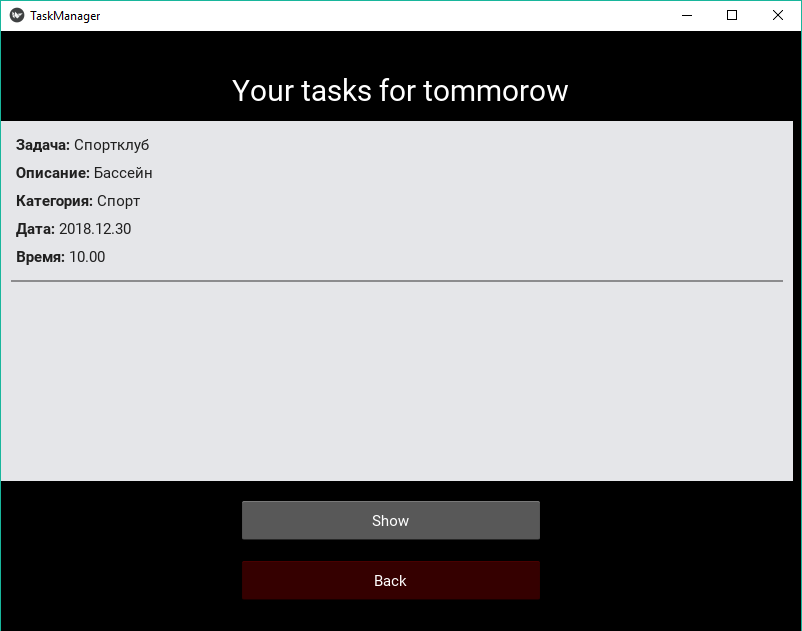 TaskManager
Your tasks for tommorow
Задача: Спортклуб
Описание: Бассейн
Категория: Спорт
Дата: 2018.12.30
Время: 10.00
Show
Back